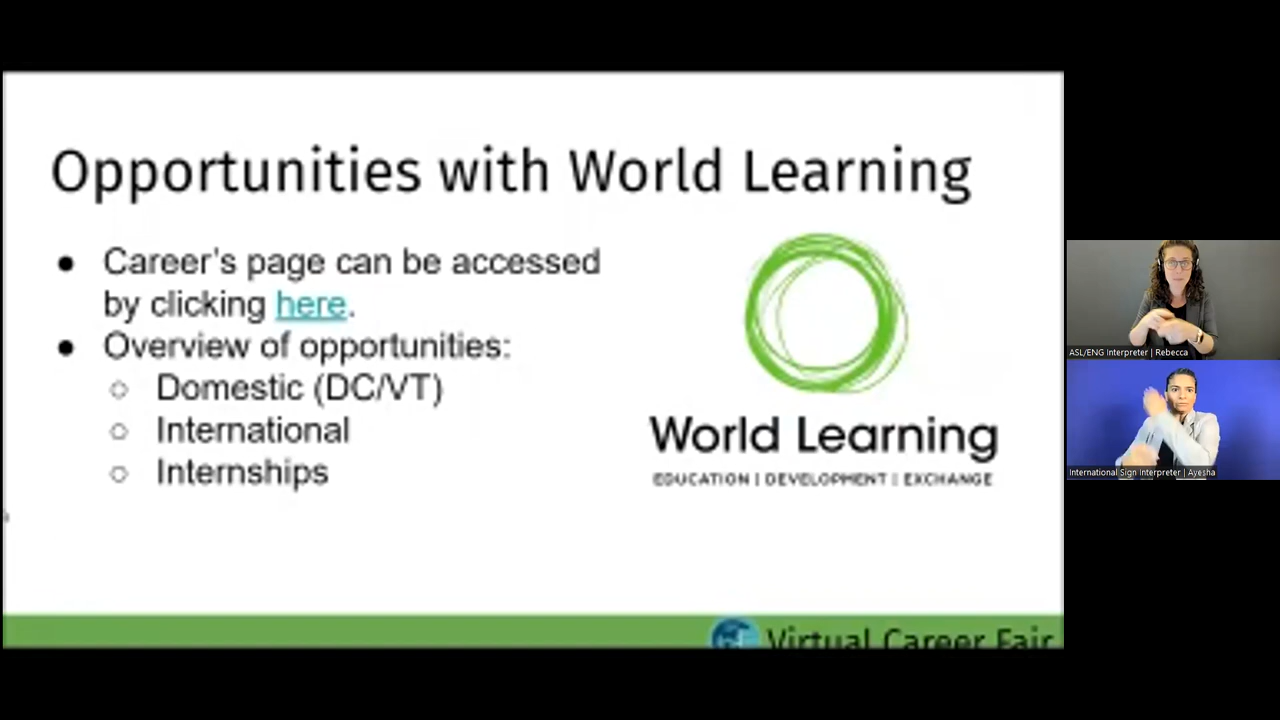 Opportunities with World Learning
● Career's page can be accessed
by clicking here.
● Overview of opportunities:
○ Domestic (DC/VT)
○ International
○ Internships
World Learning
EDUCATION | DEVELOPMENT | EXCHANGE
Virtual Career Fair
ASL/ENG Interpreter | Rebecca
International Sign Interpreter | Ayesha